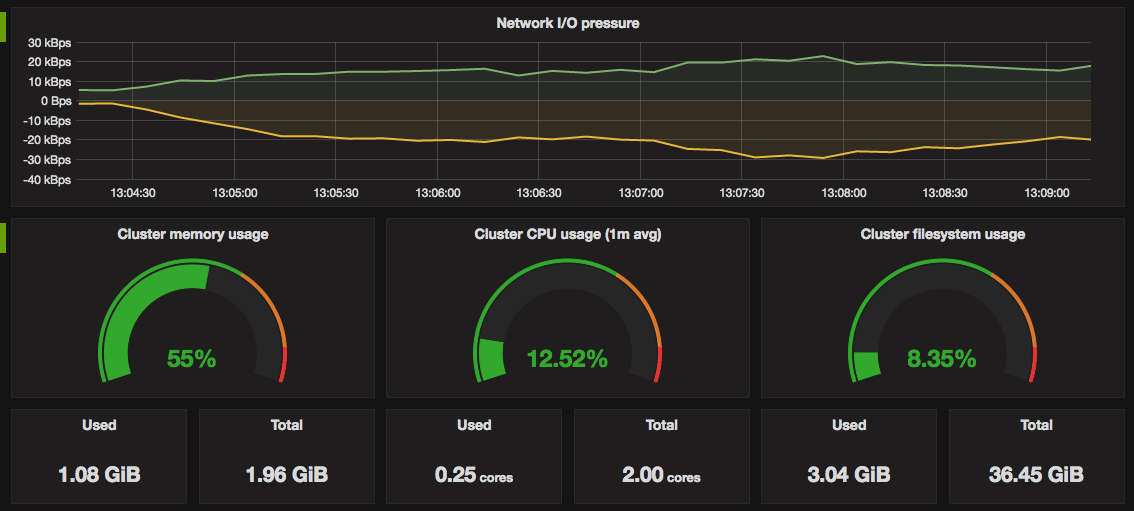 Network I/O pressure
30 kBps
20 kBps
10 kBps
0 Bps
-10 kBps
-20 kBps
-30 kBps
-40 kBps
13:04:30 13:05:00 13:05:30 13:06:00 13:06:30 13:07:00 13:07:30 13:08:00 13:08:30 13:09:00
Cluster memory usage Cluster CPU usage (1m avg) Cluster filesystem usage
55% 12.52% 8.35%
Used Total Used Total Used Total
1.08 GiB 1.96 GiB 0.25 cores 2.00 cores 3.04 GiB 36.45 GiB